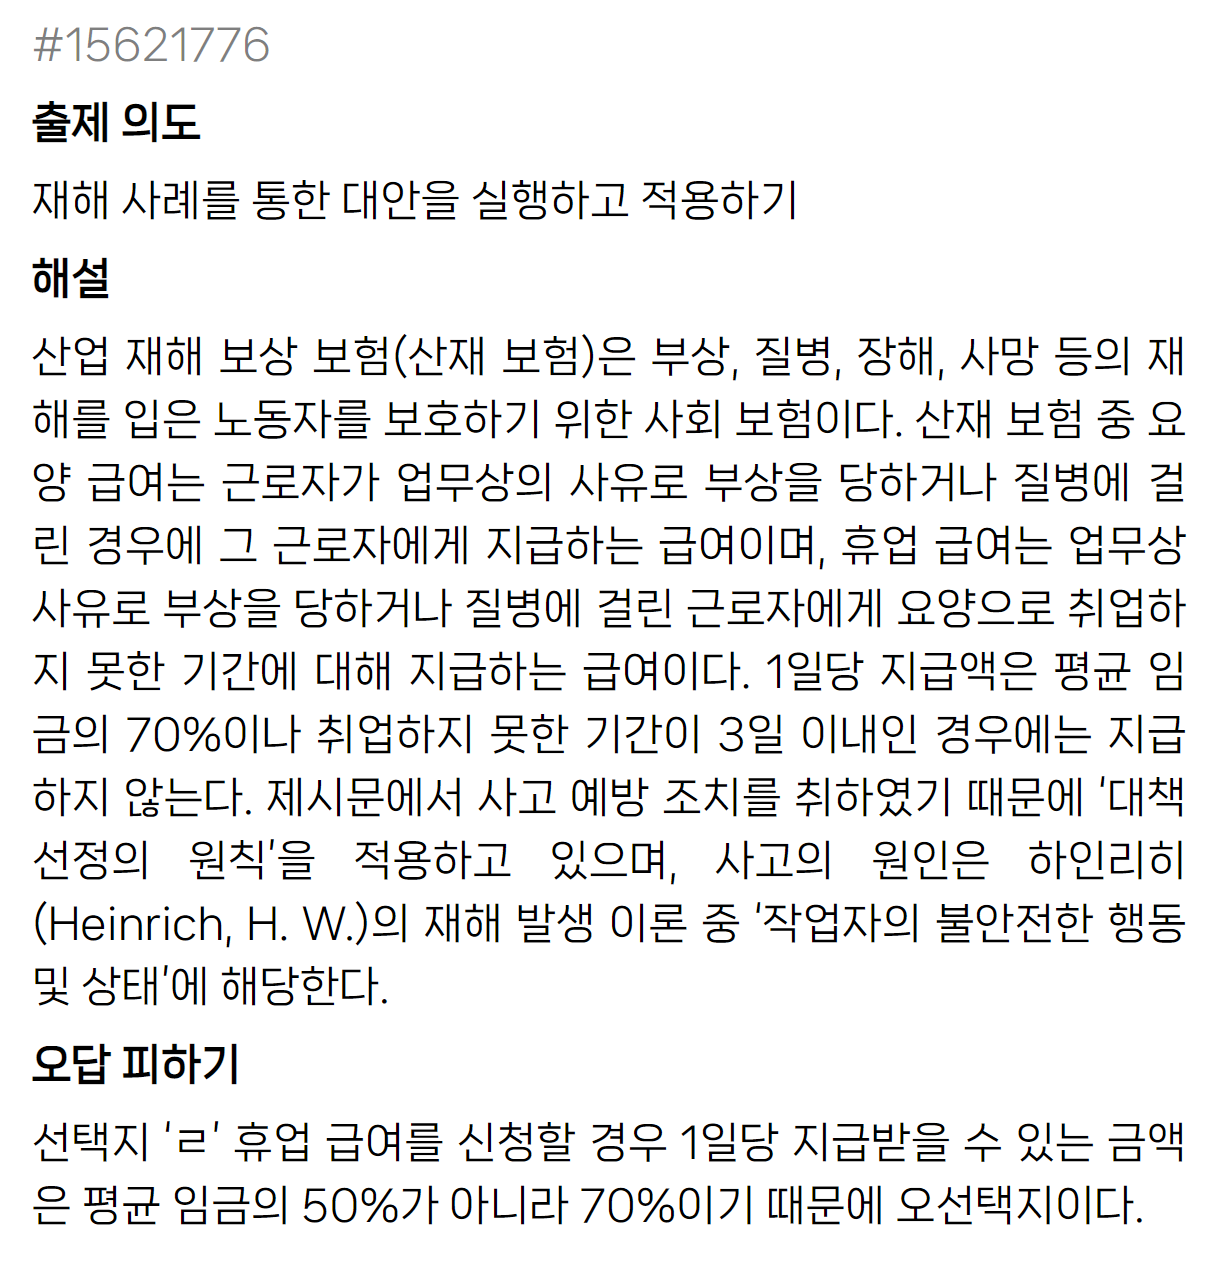 #15621776
출제 의도
재해 사례를 통한 대안을 실행하고 적용하기
해설
산업 재해 보상 보험(산재 보험)은 부상, 질병, 장해, 사망 등의 재
해를 입은 노동자를 보호하기 위한 사회 보험이다. 산재 보험 중 요
양 급여는 근로자가 업무상의 사유로 부상을 당하거나 질병에 걸
린 경우에 그 근로자에게 지급하는 급여이며, 휴업 급여는 업무상
사유로 부상을 당하거나 질병에 걸린 근로자에게 요양으로 취업하
지 못한 기간에 대해 지급하는 급여이다. 1일당 지급액은 평균 임
금의 70%이나 취업하지 못한 기간이 3일 이내인 경우에는 지급
하지 않는다. 제시문에서 사고 예방 조치를 취하였기 때문에 '대책
선정의 원칙'을 적용하고 있으며, 사고의 원인은 하인리히
(Heinrich, H. W.)의 재해 발생 이론 중 '작업자의 불안전한 행동
및 상태'에 해당한다.
오답 피하기
선택지 'ㄹ' 휴업 급여를 신청할 경우 1일당 지급받을 수 있는 금액
은 평균 임금의 50%가 아니라 70%이기 때문에 오선택지이다.